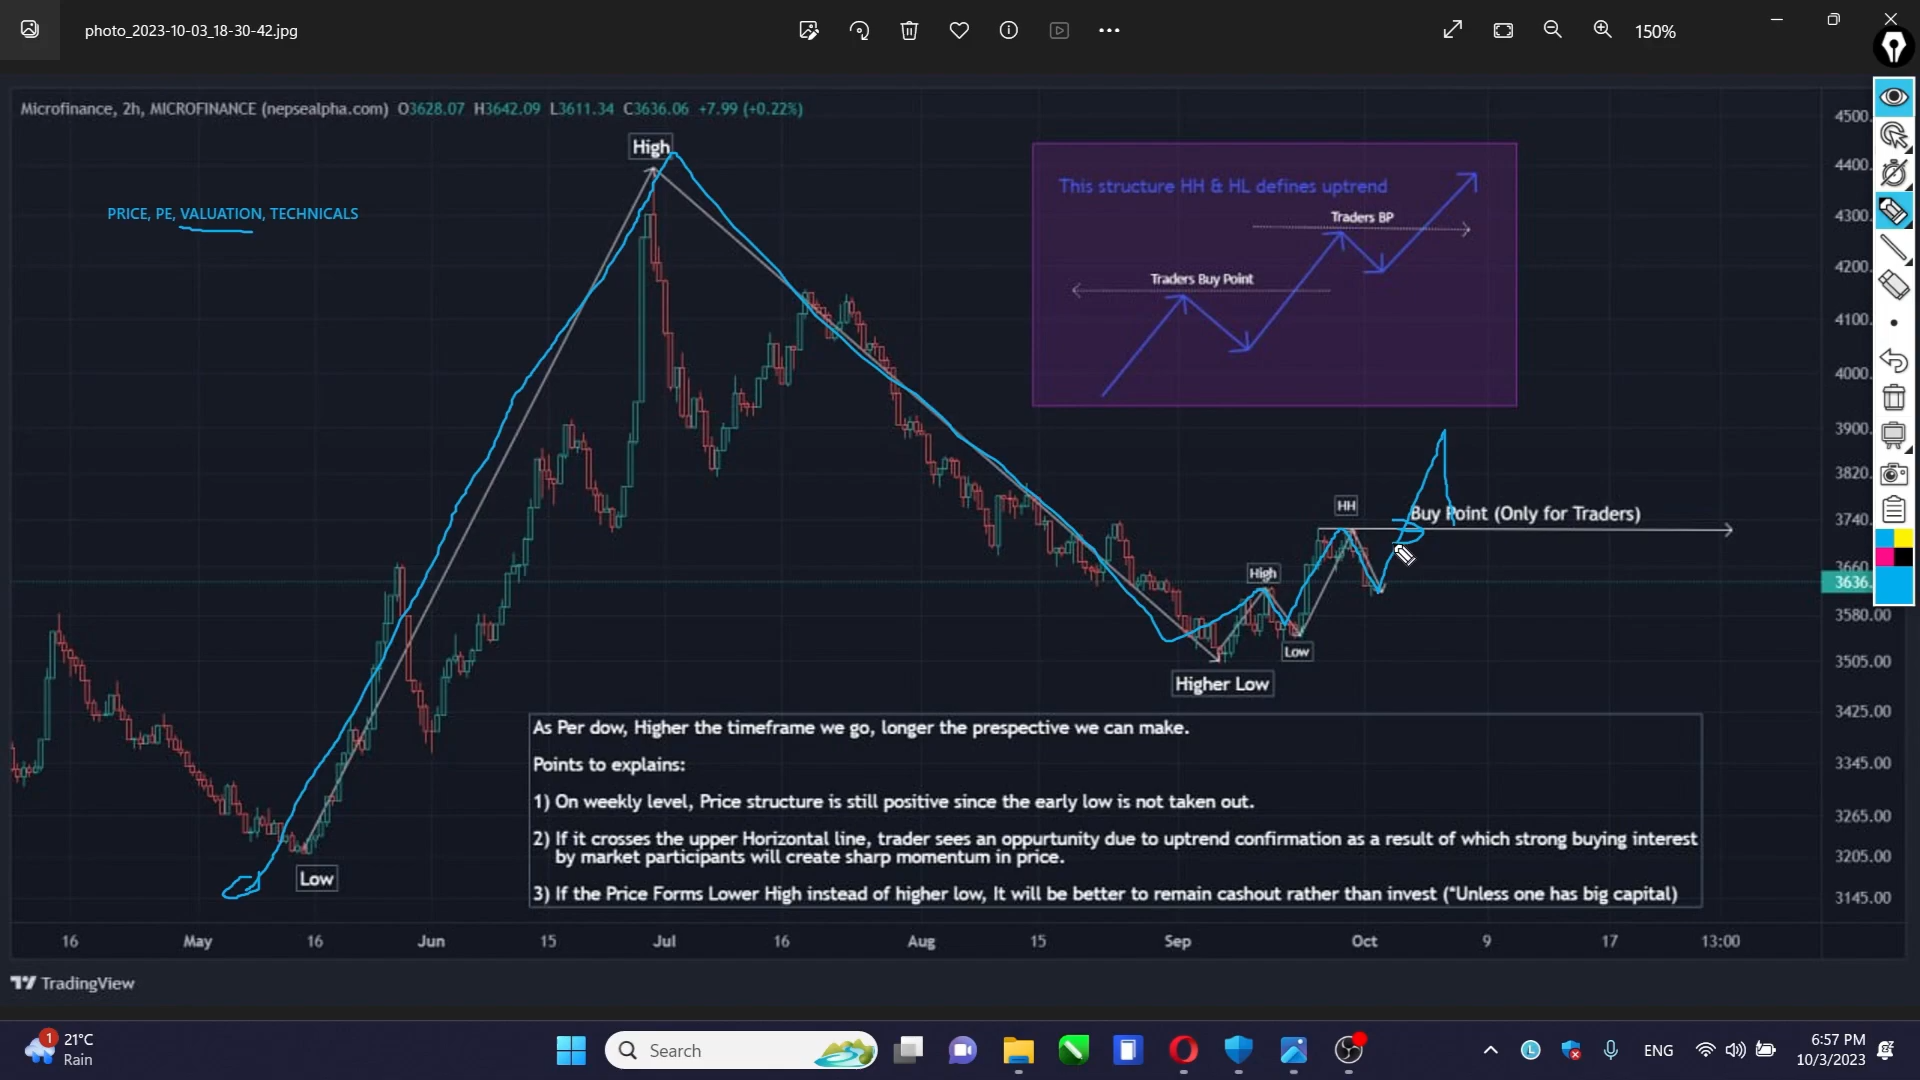 photo_2023-10-03_18-30-42.jpg
150%
Microfinance, 2h, MICROFINANCE (nepsealpha.com) O3628.07 H3642.09 L3611.34 C3636.06 +7.99 (+0.22%)
High
PRICE, PE, VALUATION, TECHNICALS
This structure HH & HL defines uptrend
Traders BP
Traders Buy Point
HH
Buy Point (Only for Traders)
High
Low
Higher Low
Low
As Per dow, Higher the timeframe we go, longer the prespective we can make.
Points to explains:
1) On weekly level, Price structure is still positive since the early low is not taken out.
2) If it crosses the upper Horizontal line, trader sees an oppurtunity due to uptrend confirmation as a result of which strong buying interest
by market participants will create sharp momentum in price.
3) If the Price Forms Lower High instead of higher low, It will be better to remain cashout rather than invest (*Unless one has big capital)
4500.
4400.
4300.
4200.
4100.
4000.
3900.
3820.
3740.
3660.
3636.
3580.00
3505.00
3425.00
3345.00
3265.00
3205.00
3145.00
16 May 16 Jun 15 Jul 16 Aug 15 Sep Oct 9 17 13:00
TradingView
1
21°C
Rain
Search
ENG
6:57 PM
10/3/2023